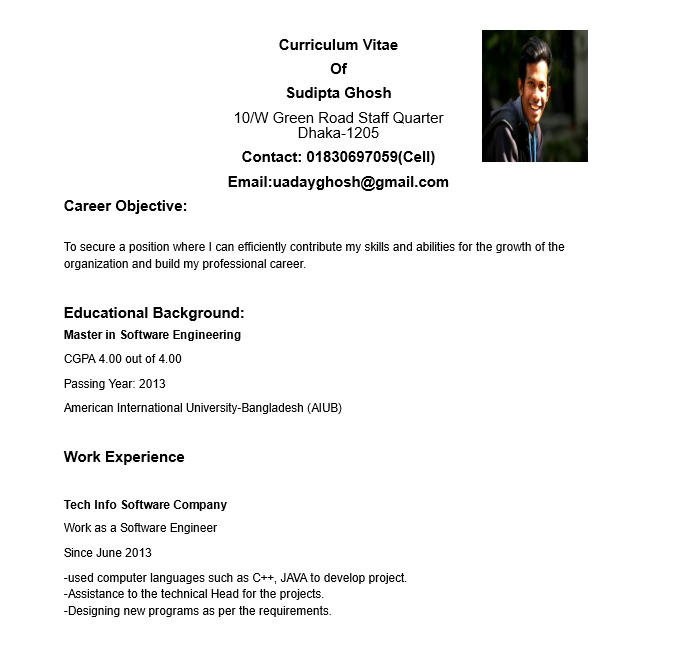 Curriculum Vitae
Of
Sudipta Ghosh
10/W Green Road Staff Quarter
Dhaka-1205
Contact: 01830697059(Cell)
Email:uadayghosh@gmail.com
Career Objective:
To secure a position where I can efficiently contribute my skills and abilities for the growth of the
organization and build my professional career.
Educational Background:
Master in Software Engineering
CGPA 4.00 out of 4.00
Passing Year: 2013
American International University-Bangladesh (AIUB)
Work Experience
Tech Info Software Company
Work as a Software Engineer
Since June 2013
-used computer languages such as C++, JAVA to develop project.
-Assistance to the technical Head for the projects.
-Designing new programs as per the requirements.